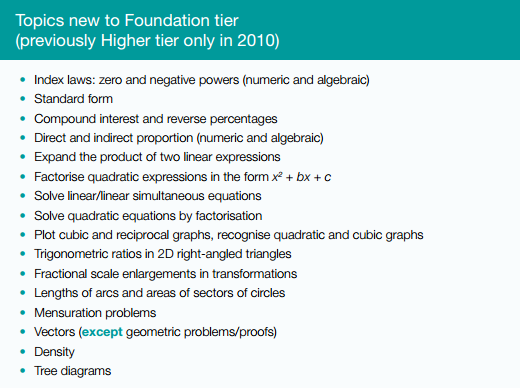 Topics new to Foundation tier
(previously Higher tier only in 2010)
• Index laws: zero and negative powers (numeric and algebraic)
• Standard form
• Compound interest and reverse percentages
• Direct and indirect proportion (numeric and algebraic)
• Expand the product of two linear expressions
• Factorise quadratic expressions in the form x² + bx + c
• Solve linear/linear simultaneous equations
• Solve quadratic equations by factorisation
• Plot cubic and reciprocal graphs, recognise quadratic and cubic graphs
• Trigonometric ratios in 2D right-angled triangles
• Fractional scale enlargements in transformations
• Lengths of arcs and areas of sectors of circles
• Mensuration problems
• Vectors (except geometric problems/proofs)
• Density
• Tree diagrams